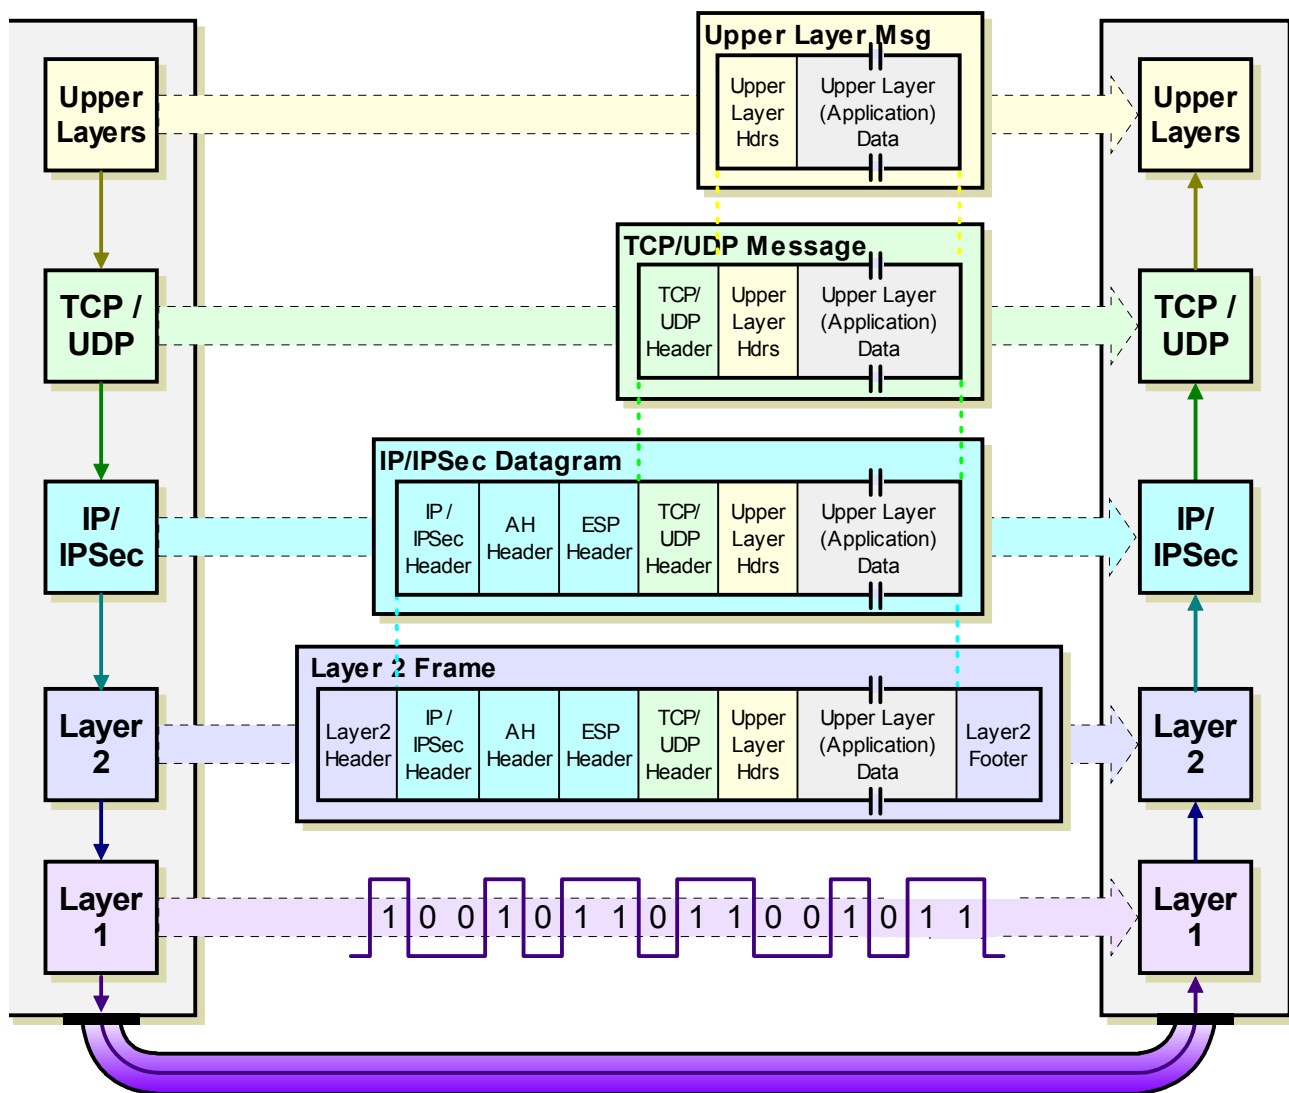 Upper
Layers
Upper Layer Msg
Upper
Layer
Hdrs
Upper Layer
(Application)
Data
Upper
Layers
TCP /
UDP
TCP/UDP Message
TCP/
UDP
Header
Upper
Layer
Hdrs
Upper Layer
(Application)
Data
TCP /
UDP
IP/
IPSec
IP/IPSec Datagram
IP /
IPSec
Header
AH
Header
ESP
Header
TCP/
UDP
Header
Upper
Layer
Hdrs
Upper Layer
(Application)
Data
IP/
IPSec
Layer
2
Layer 2 Frame
Layer2
Header
IP /
IPSec
Header
AH
Header
ESP
Header
TCP/
UDP
Header
Upper
Layer
Hdrs
Upper Layer
(Application)
Data
Layer2
Footer
Layer
2
Layer
1
1 0 0 1 0 1 1 0 1 1 0 0 1 0 1 1
Layer
1